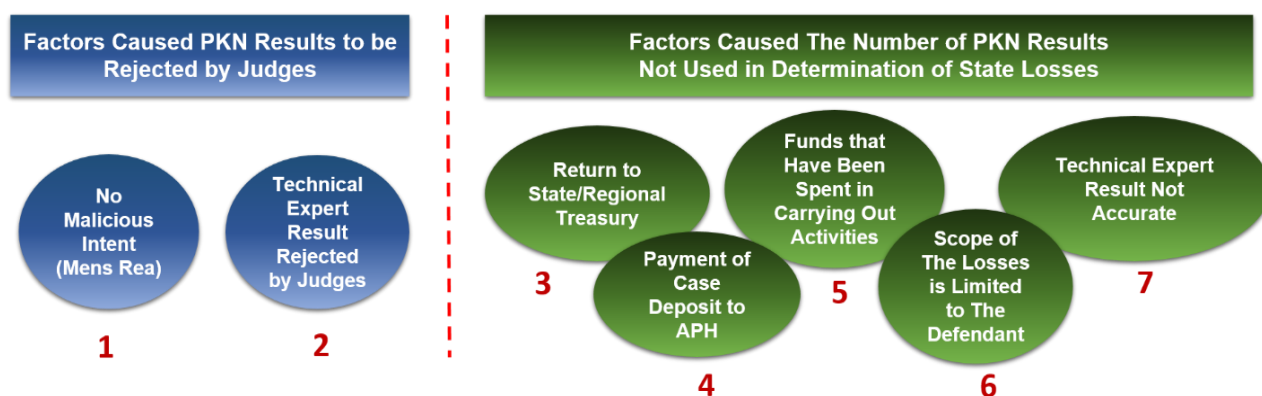 Factors Caused PKN Results to be
Rejected by Judges
Factors Caused The Number of PKN Results
Not Used in Determination of State Losses
No
Malicious
Intent
(Mens Rea)
1
Technical
Expert
Result
Rejected
by Judges
2
Return to
State/Regional
Treasury
3
Payment of
Case
Deposit to
APH
4
Funds that
Have Been
Spent in
Carrying Out
Activities
5
Scope of
The Losses
is Limited
to The
Defendant
6
Technical Expert
Result Not
Accurate
7